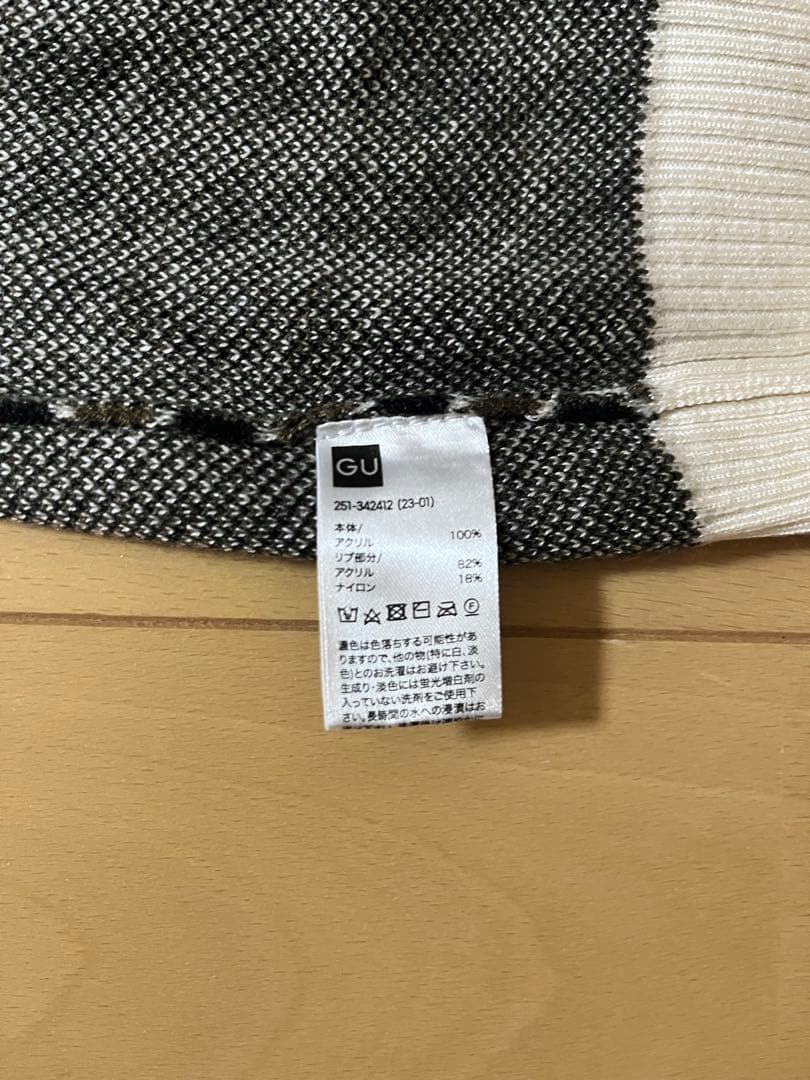 GU
251-342412 (23-01)
本体/
アクリル 100%
リブ部分/
アクリル 82%
ナイロン 18%
濃色は色落ちする可能性があ
りますので、他の物(特に白、淡
色)とのお洗濯はお避け下さい。
生成り・淡色には蛍光増白剤の
入っていない洗剤をご使用下
さい。長時間の水への浸漬はお